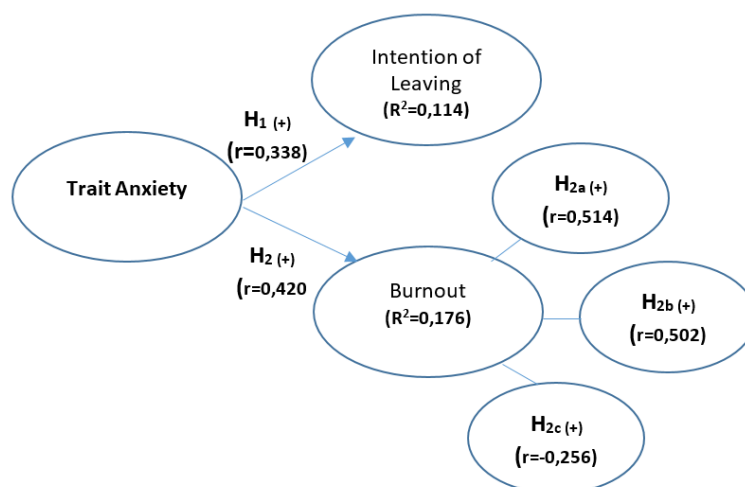 Intention of
Leaving
(R²=0,114)
H1 (+)
(r=0,338)
Trait Anxiety
H2a (+)
(r=0,514)
H2 (+)
(r=0,420
Burnout
(R²=0,176)
H2b (+)
(r=0,502)
H2c (+)
(r=-0,256)